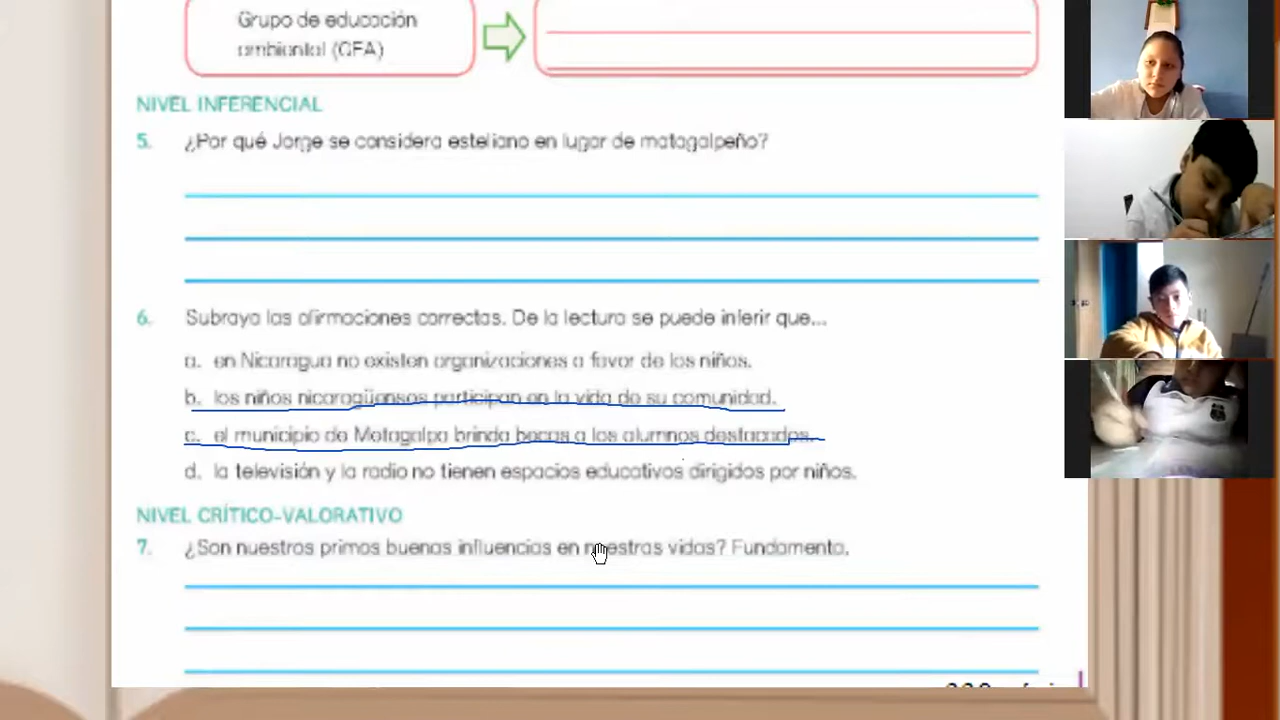 Grupo de educación
ambiental (GEA)
NIVEL INFERENCIAL
5. ¿Por qué Jorge se considera esteliano en lugar de matagalpeño?
6. Subraya las afirmaciones correctas. De la lectura se puede inferir que...
a. en Nicaragua no existen organizaciones a favor de los niños.
b. los niños nicaragüenses participan en la vida de su comunidad.
c. el municipio de Matagalpa brinda becas a los alumnos destacados.
d. la televisión y la radio no tienen espacios educativos dirigidos por niños.
NIVEL CRÍTICO-VALORATIVO
7. ¿Son nuestros primos buenas influencias en nuestras vidas? Fundamenta.